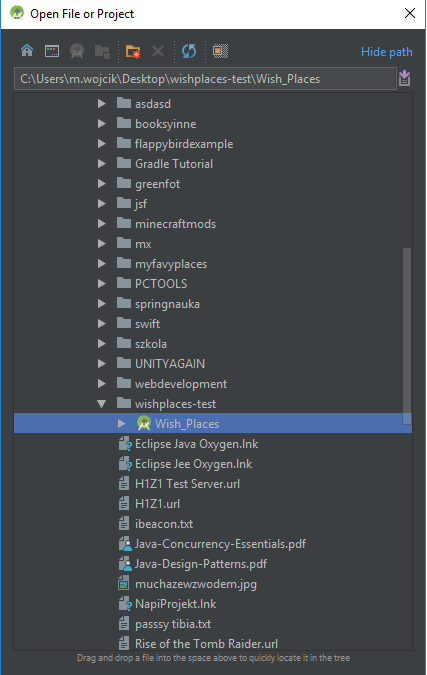 Open File or Project
Hide path
C:\Users\m.wojcik\Desktop\wishplaces-test\Wish_Places
asdasd
booksyinne
flappybirdexample
Gradle Tutorial
greenfot
jsf
minecraftmods
mx
myfavyplaces
PCTOOLS
springnauka
swift
szkola
UNITYAGAIN
webdevelopment
wishplaces-test
Wish_Places
Eclipse Java Oxygen.lnk
Eclipse Jee Oxygen.lnk
H1Z1 Test Server.url
H1Z1.url
ibeacon.txt
Java-Concurrency-Essentials.pdf
Java-Design-Patterns.pdf
muchazewzwodem.jpg
NapiProjekt.lnk
passsy tibia.txt
Rise of the Tomb Raider.url
Drag and drop a file into the space above to quickly locate it in the tree